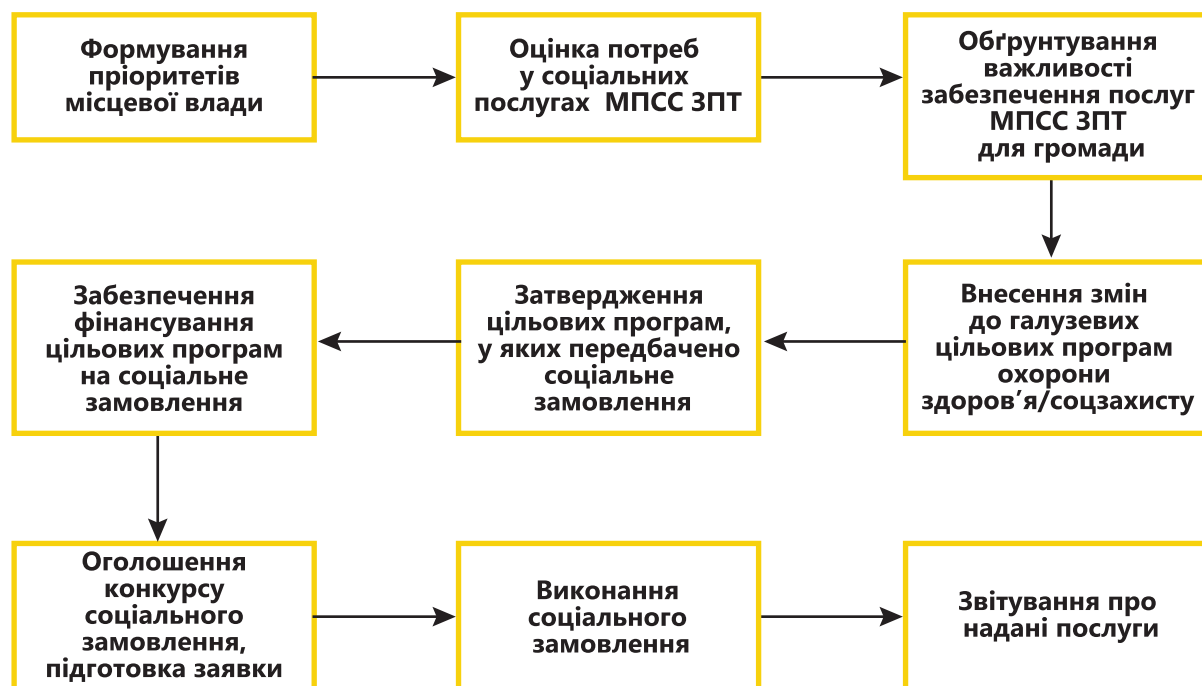 Формування
пріоритетів
місцевої влади
Оцінка потреб
у соціальних
послугах МПСС ЗПТ
Обґрунтування
важливості
забезпечення послуг
МПСС ЗПТ
для громади
Внесення змін
до галузевих
цільових програм
охорони
здоров’я/соцзахисту
Затвердження
цільових програм,
у яких передбачено
соціальне
замовлення
Забезпечення
фінансування
цільових програм
на соціальне
замовлення
Оголошення
конкурсу
соціального
замовлення,
підготовка заявки
Виконання
соціального
замовлення
Звітування про
надані послуги